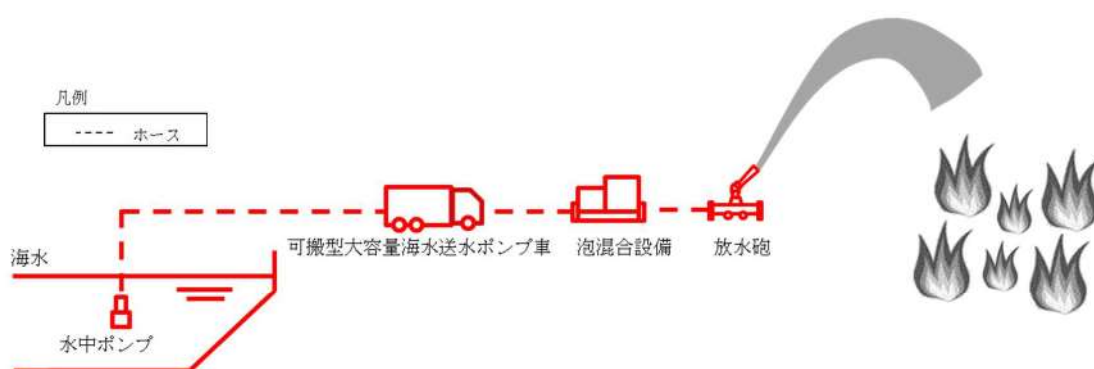 凡例
---- ホース
可搬型大容量海水送水ポンプ車
泡混合設備
放水砲
海水
水中ポンプ